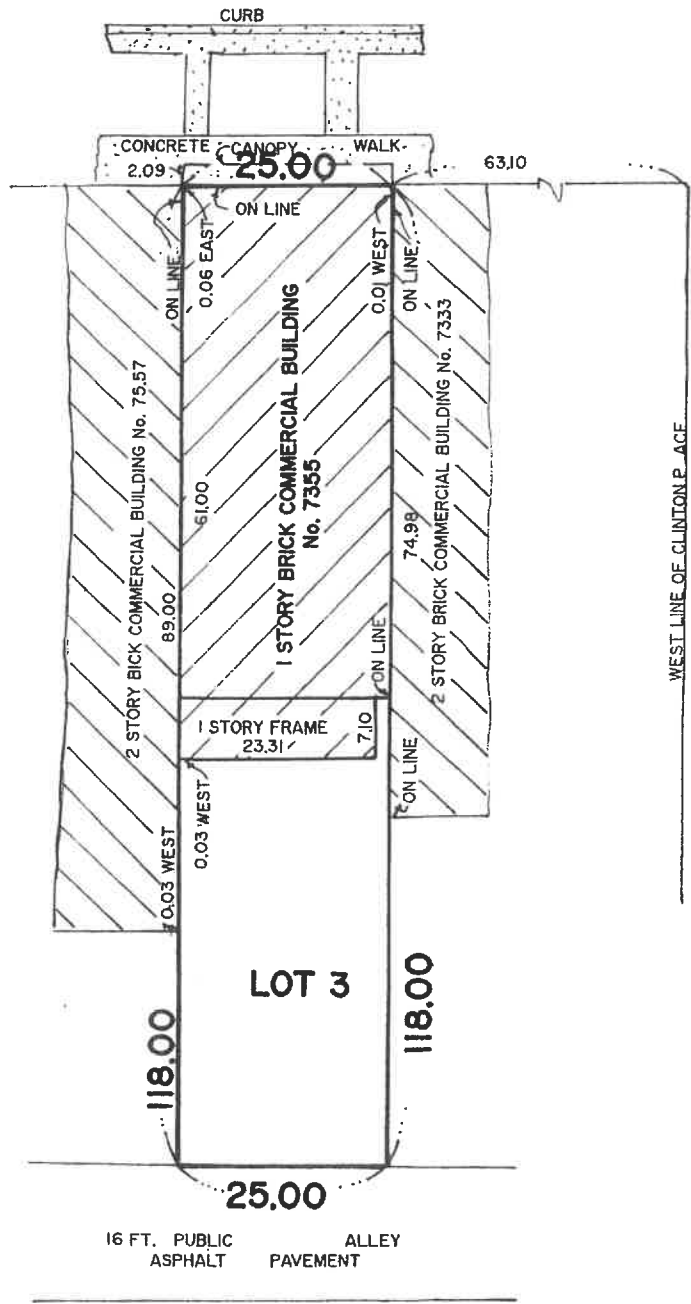 CURB
CONCRETE CANOPY WALK
2.09
25.00
63.10
ON LINE
ON LINE
0.06 EAST
0.01 WEST
ON LINE
2 STORY BICK COMMERCIAL BUILDING No. 75.57
89.00
61.00
1 STORY BRICK COMMERCIAL BUILDING
No. 7355
74.98
2 STORY BRICK COMMERCIAL BUILDING No. 7333
WEST LINE OF CLINTON P ACE
ON LINE
1 STORY FRAME
23.31
7.10
ON LINE
0.03 WEST
0.03 WEST
LOT 3
118.00
118.00
25.00
16 FT. PUBLIC ALLEY
ASPHALT PAVEMENT